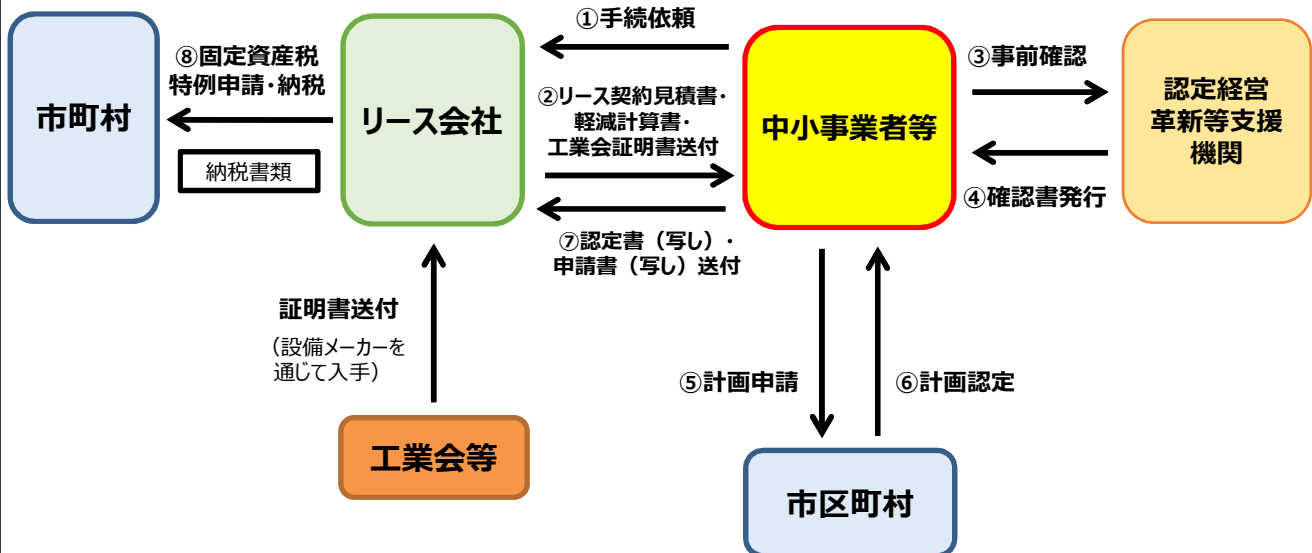 ①手続依頼
⑧固定資産税
特例申請・納税
市町村
納税書類
リース会社
②リース契約見積書・
軽減計算書・
工業会証明書送付
中小事業者等
③事前確認
認定経営
革新等支援
機関
④確認書発行
⑦認定書（写し）・
申請書（写し）送付
証明書送付
（設備メーカーを
通じて入手）
⑤計画申請
⑥計画認定
工業会等
市区町村